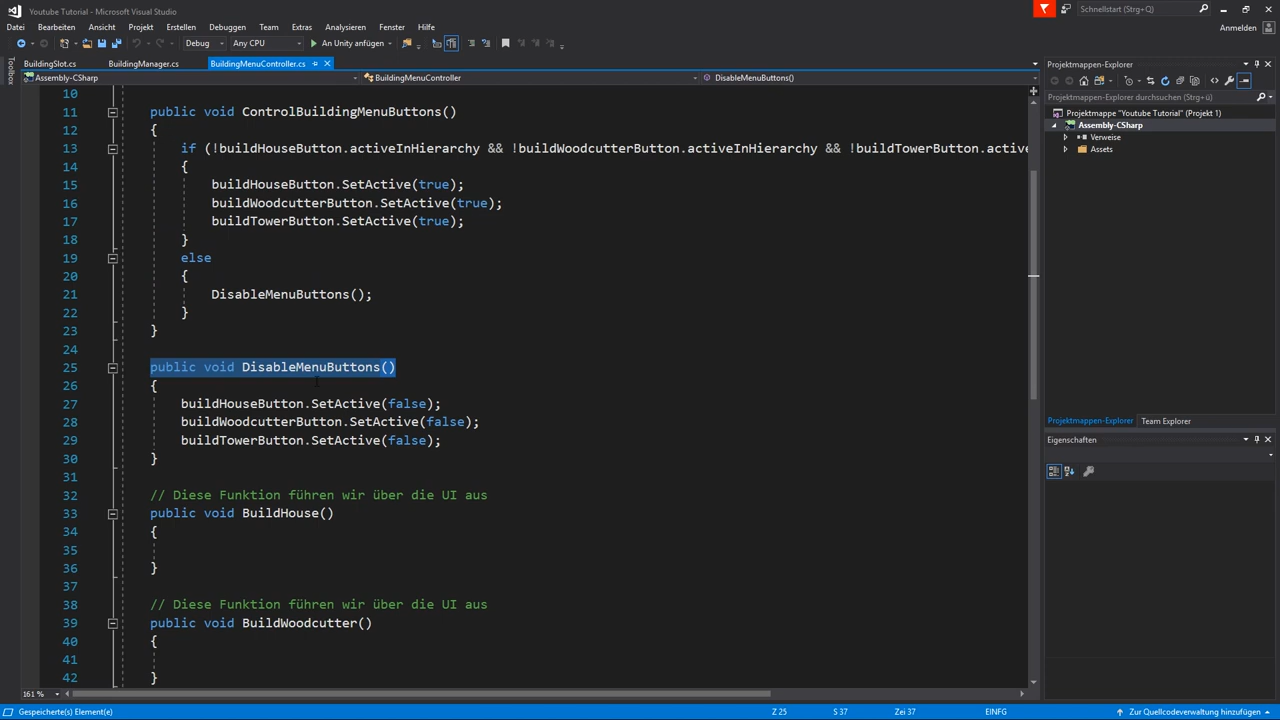 Youtube Tutorial - Microsoft Visual Studio
Schnellstart (Strg+Q)
Datei Bearbeiten Ansicht Projekt Erstellen Debuggen Team Extras Analysieren Fenster Hilfe
Anmelden
Debug Any CPU An Unity anfügen
Toolbox
BuildingSlot.cs BuildingManager.cs BuildingMenuController.cs
Assembly-CSharp BuildingMenuController DisableMenuButtons()
10
11 public void ControlBuildingMenuButtons()
12 {
13 if (!buildHouseButton.activeInHierarchy && !buildWoodcutterButton.activeInHierarchy && !buildTowerButton.active
14 {
15 buildHouseButton.SetActive(true);
16 buildWoodcutterButton.SetActive(true);
17 buildTowerButton.SetActive(true);
18 }
19 else
20 {
21 DisableMenuButtons();
22 }
23 }
24
25 public void DisableMenuButtons()
26 {
27 buildHouseButton.SetActive(false);
28 buildWoodcutterButton.SetActive(false);
29 buildTowerButton.SetActive(false);
30 }
31
32 // Diese Funktion führen wir über die UI aus
33 public void BuildHouse()
34 {
35
36 }
37
38 // Diese Funktion führen wir über die UI aus
39 public void BuildWoodcutter()
40 {
41
42 }
161 %
Projektmappen-Explorer
Projektmappen-Explorer durchsuchen (Strg+ü)
Projektmappe "Youtube Tutorial" (Projekt 1)
Assembly-CSharp
Verweise
Assets
Projektmappen-Explorer Team Explorer
Eigenschaften
Gespeicherte(s) Element(e) Z 25 S 37 Zei 37 EINFG Zur Quellcodeverwaltung hinzufügen